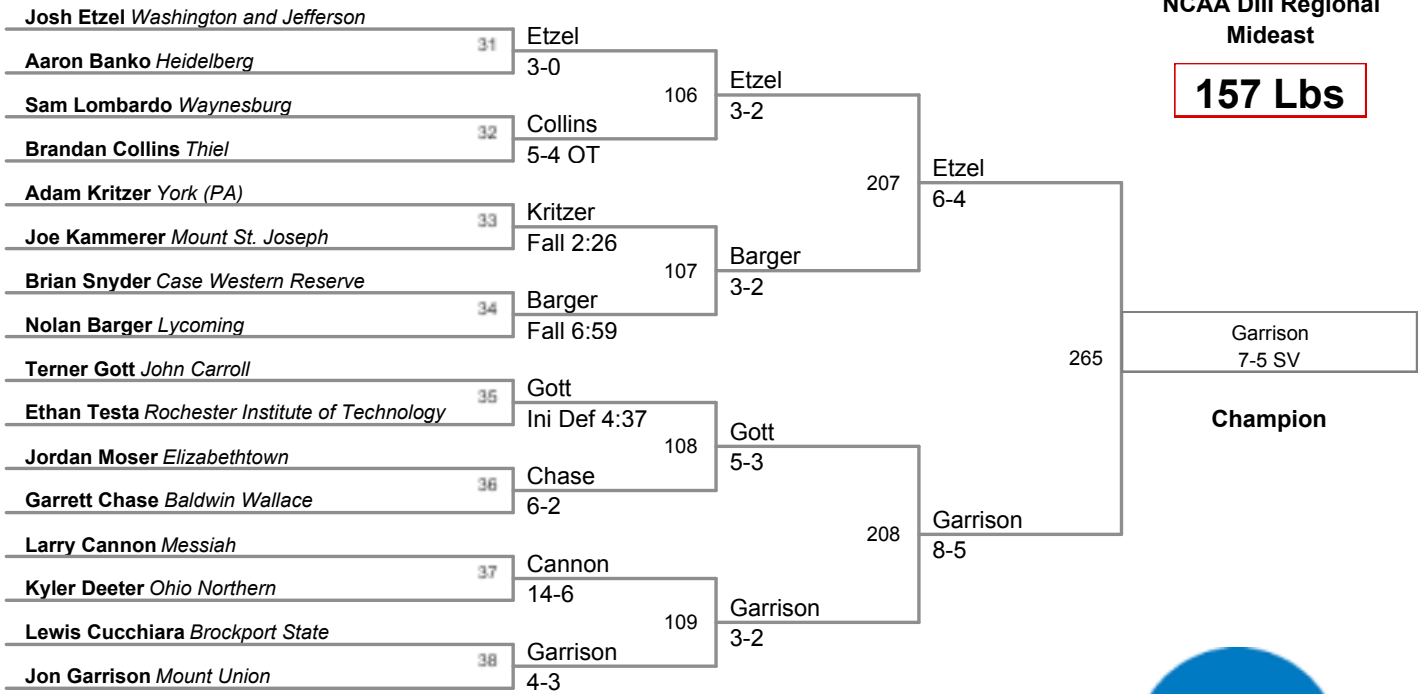 NCAA DIII Regional
Mideast
157 Lbs
Josh Etzel Washington and Jefferson
Aaron Banko Heidelberg
Sam Lombardo Waynesburg
Brandan Collins Thiel
Adam Kritzer York (PA)
Joe Kammerer Mount St. Joseph
Brian Snyder Case Western Reserve
Nolan Barger Lycoming
Terner Gott John Carroll
Ethan Testa Rochester Institute of Technology
Jordan Moser Elizabethtown
Garrett Chase Baldwin Wallace
Larry Cannon Messiah
Kyler Deeter Ohio Northern
Lewis Cucchiara Brockport State
Jon Garrison Mount Union
31
32
33
34
35
36
37
38
Etzel
3-0
Collins
5-4 OT
Kritzer
Fall 2:26
Barger
Fall 6:59
Gott
Ini Def 4:37
Chase
6-2
Cannon
14-6
Garrison
4-3
106
107
108
109
Etzel
3-2
Barger
3-2
Gott
5-3
Garrison
3-2
207
208
Etzel
6-4
Garrison
8-5
265
Garrison
7-5 SV
Champion